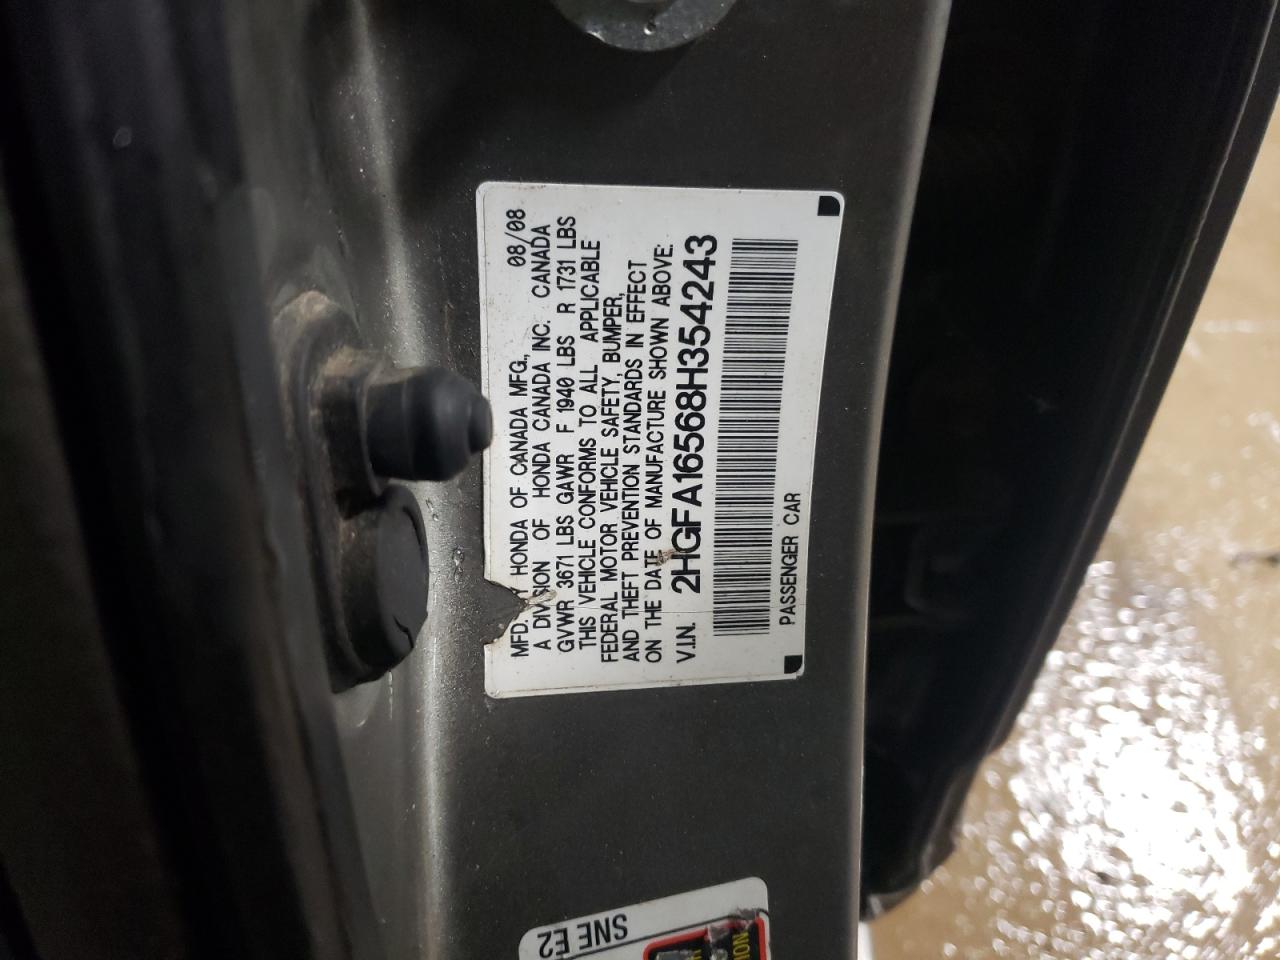 MFD. BY HONDA OF CANADA MFG., 08/08
A DIVISION OF HONDA CANADA INC. CANADA
GVWR 3671 LBS GAWR F 1940 LBS R 1731 LBS
THIS VEHICLE CONFORMS TO ALL APPLICABLE
FEDERAL MOTOR VEHICLE SAFETY, BUMPER,
AND THEFT PREVENTION STANDARDS IN EFFECT
ON THE DATE OF MANUFACTURE SHOWN ABOVE.
V.I.N. 2HGFA16568H354243
PASSENGER CAR
SNE E2